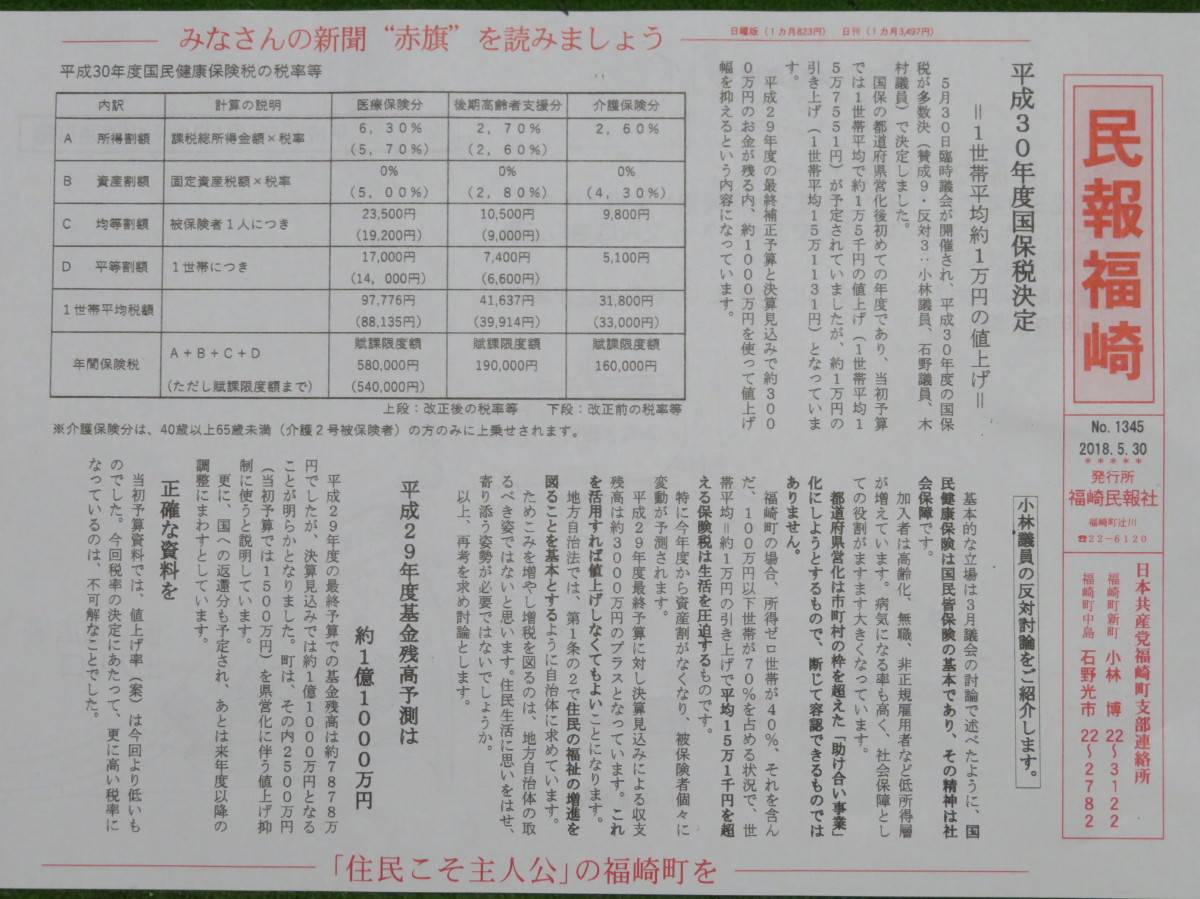 みなさんの新聞 “赤旗” を読みましょう
日曜版（1カ月823円） 日刊（1カ月3,497円）
民報福崎
No. 1345
2018. 5. 30
＊＊＊＊＊
発行所
福崎民報社
福崎町辻川
☎22−6120
日本共産党福崎町支部連絡所
福崎町新町 小林 博 22〜3122
福崎町中島 石野光市 22〜2782
平成30年度国保税決定
＝1世帯平均約1万円の値上げ＝
5月30日臨時議会が開催され、平成30年度の国保
税が多数決（賛成9・反対3：小林議員、石野議員、木
村議員）で決定しました。
国保の都道府県営化後初めての年度であり、当初予算
では1世帯平均で約1万5千円の値上げ（1世帯平均1
5万7551円）が予定されていましたが、約1万円の
引き上げ（1世帯平均15万1131円）となっていま
す。
平成29年度の最終補正予算と決算見込みで約300
0万円のお金が残る内、約1000万円を使って値上げ
幅を抑えるという内容になっています。
平成30年度国民健康保険税の税率等
内訳 計算の説明 医療保険分 後期高齢者支援分 介護保険分
A 所得割額 課税総所得金額×税率 6，30% 2，70% 2，60%
（5，70%） （2，60%）
B 資産割額 固定資産税額×税率 0% 0% 0%
（5，00%） （2，80%） （4，30%）
C 均等割額 被保険者1人につき 23,500円 10,500円 9,800円
(19,200円) (9,000円)
D 平等割額 1世帯につき 17,000円 7,400円 5,100円
(14，000円) (6,600円)
1世帯平均税額 97,776円 41,637円 31,800円
(88,135円) (39,914円) (33,000円)
年間保険税 A＋B＋C＋D 賦課限度額 賦課限度額 賦課限度額
580,000円 190,000円 160,000円
（ただし賦課限度額まで） (540,000円)
上段：改正後の税率等 下段：改正前の税率等
※介護保険分は、40歳以上65歳未満（介護2号被保険者）の方のみに上乗せされます。
小林議員の反対討論をご紹介します。
基本的な立場は3月議会の討論で述べたように、国
民健康保険は国民皆保険の基本であり、その精神は社
会保障です。
加入者は高齢化、無職、非正規雇用者など低所得層
が増えています。病気になる率も高く、社会保障とし
ての役割がますます大きくなっています。
都道府県営化は市町村の枠を超えた「助け合い事業」
化にしようとするもので、断じて容認できるものでは
ありません。
福崎町の場合、所得ゼロ世帯が40%、それを含ん
だ、100万円以下世帯が70%を占める状況で、世
帯平均＝約1万円の引き上げで平均15万1千円を超
える保険税は生活を圧迫するものです。
特に今年度から資産割がなくなり、被保険者個々に
変動が予測されます。
平成29年度最終予算に対し決算見込みによる収支
残高は約3000万円のプラスとなっています。これ
を活用すれば値上げしなくてもよいことになります。
地方自治法では、第1条の2で住民の福祉の増進を
図ることを基本とするように自治体に求めています。
ためこみを増やし増税を図るのは、地方自治体の取
るべき姿ではないと思います。住民生活に思いをはせ、
寄り添う姿勢が必要ではないでしょうか。
以上、再考を求め討論とします。
平成29年度基金残高予測は
約1億1000万円
平成29年度の最終予算での基金残高は約7878万
円でしたが、決算見込みでは約1億1000万円となる
ことが明らかとなりました。町は、その内2500万円
（当初予算では1500万円）を県営化に伴う値上げ抑
制に使うと説明しています。
更に、国への返還分も予定され、あとは来年度以降の
調整にまわすとしています。
正確な資料を
当初予算資料では、値上げ率（案）は今回より低いも
のでした。今回税率の決定にあたって、更に高い税率に
なっているのは、不可解なことでした。
「住民こそ主人公」の福崎町を